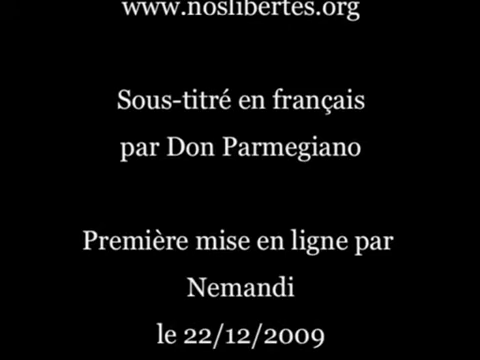 www.noslibertes.org
Sous-titré en français
par Don Parmegiano
Première mise en ligne par
Nemandi
le 22/12/2009